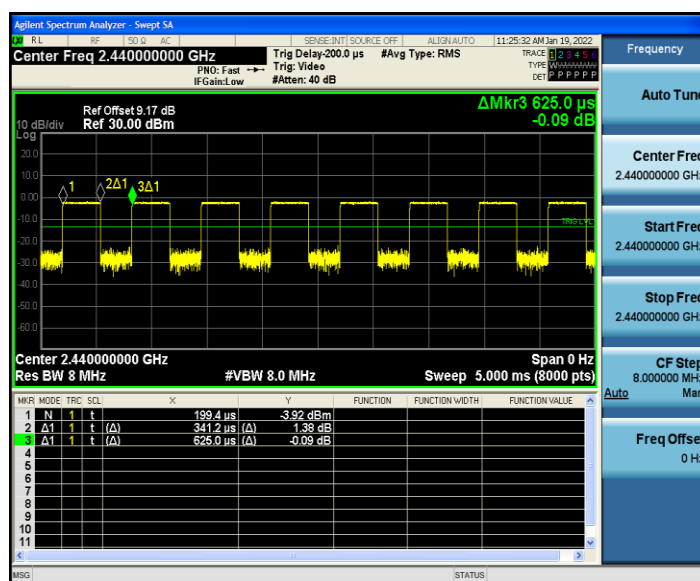 Agilent Spectrum Analyzer - Swept SA
RL RF 50 Ω AC SENSE:INT SOURCE OFF ALIGN AUTO 11:25:32 AM Jan 19, 2022
Center Freq 2.440000000 GHz
PNO: Fast
IFGain:Low
Trig Delay-200.0 µs
Trig: Video
#Atten: 40 dB
#Avg Type: RMS
TRACE 1 2 3 4 5 6
TYPE
DET P P P P P P
Ref Offset 9.17 dB
Ref 30.00 dBm
10 dB/div
Log
ΔMkr3 625.0 µs
-0.09 dB
20.0
10.0
0.00
-10.0
-20.0
-30.0
-40.0
-50.0
-60.0
1
2Δ1
3Δ1
TRIG LVL
Center 2.440000000 GHz Span 0 Hz
Res BW 8 MHz #VBW 8.0 MHz Sweep 5.000 ms (8000 pts)
MKR MODE TRC SCL X Y FUNCTION FUNCTION WIDTH FUNCTION VALUE
1 N 1 t 199.4 µs -3.92 dBm
2 Δ1 1 t (Δ) 341.2 µs (Δ) 1.38 dB
3 Δ1 1 t (Δ) 625.0 µs (Δ) -0.09 dB
4
5
6
7
8
9
10
11
MSG STATUS
Frequency
Auto Tune
Center Freq
2.440000000 GHz
Start Freq
2.440000000 GHz
Stop Freq
2.440000000 GHz
CF Step
8.000000 MHz
Auto Man
Freq Offset
0 Hz